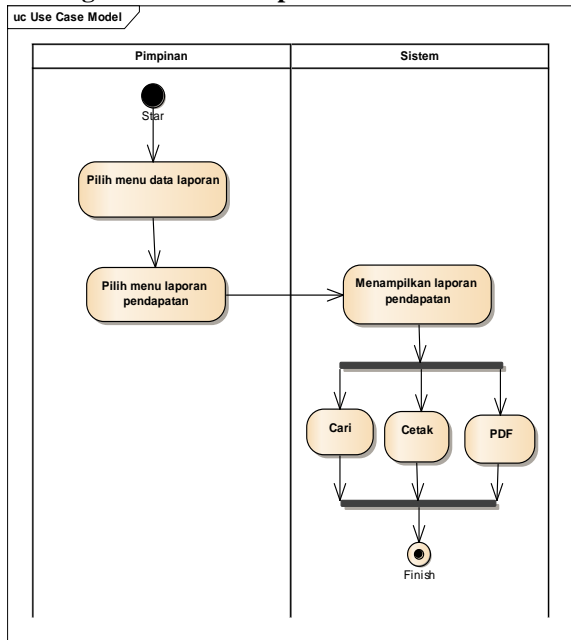 uc Use Case Model
Pimpinan
Sistem
Star
Pilih menu data laporan
Pilih menu laporan
pendapatan
Menampilkan laporan
pendapatan
Cari
Cetak
PDF
Finish